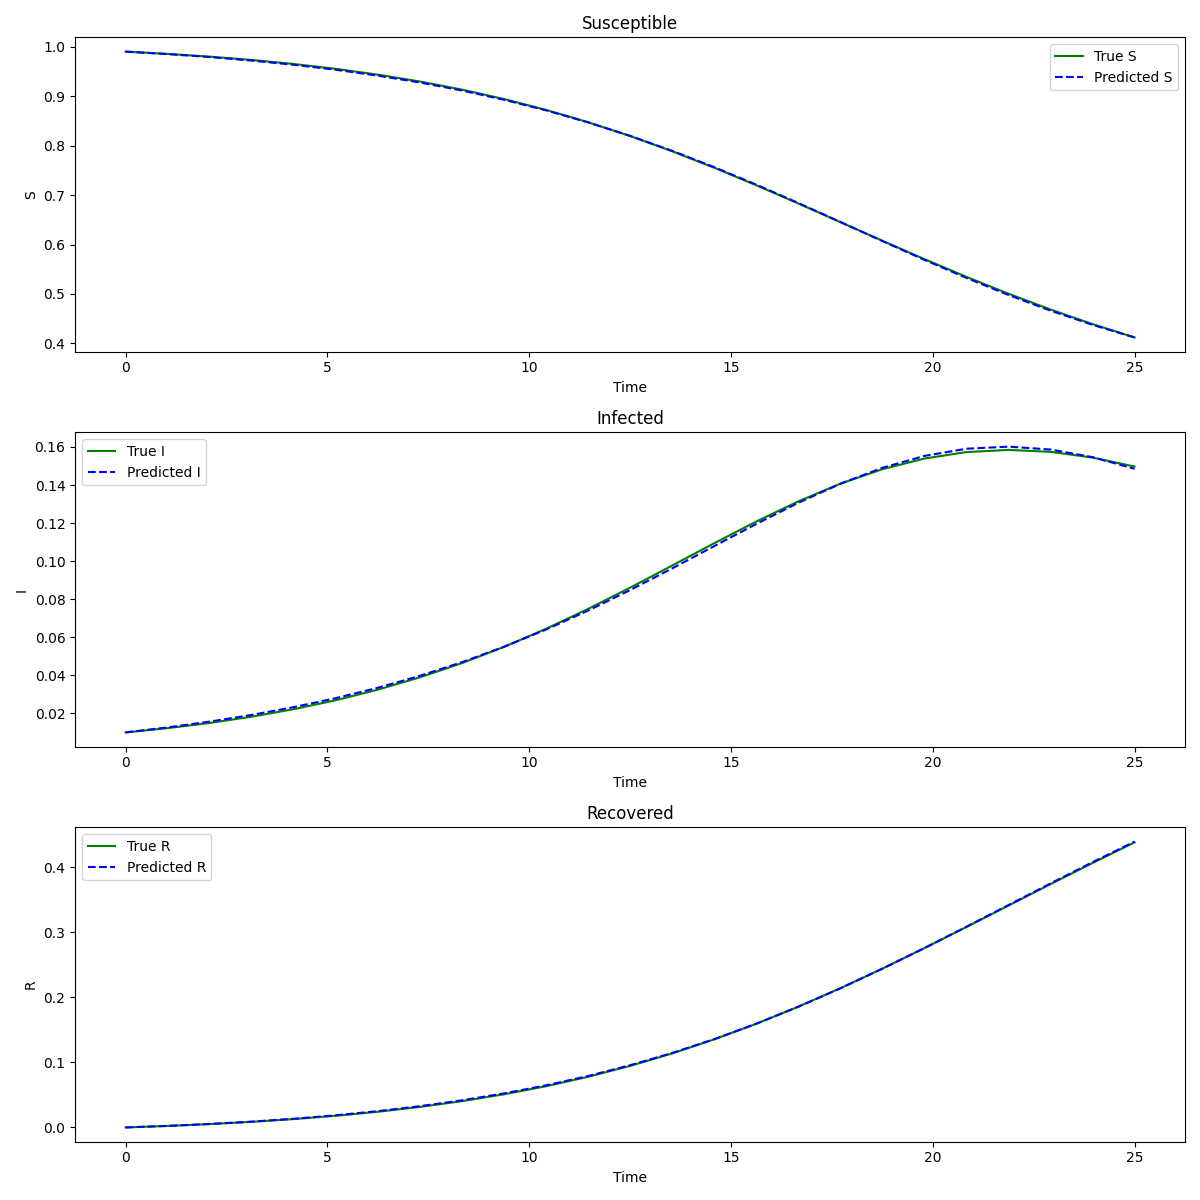 Susceptible
1.0
0.9
0.8
0.7
0.6
0.5
0.4
S
True S
Predicted S
0 5 10 15 20 25
Time
Infected
0.16
0.14
0.12
0.10
0.08
0.06
0.04
0.02
I
True I
Predicted I
0 5 10 15 20 25
Time
Recovered
0.4
0.3
0.2
0.1
0.0
R
True R
Predicted R
0 5 10 15 20 25
Time